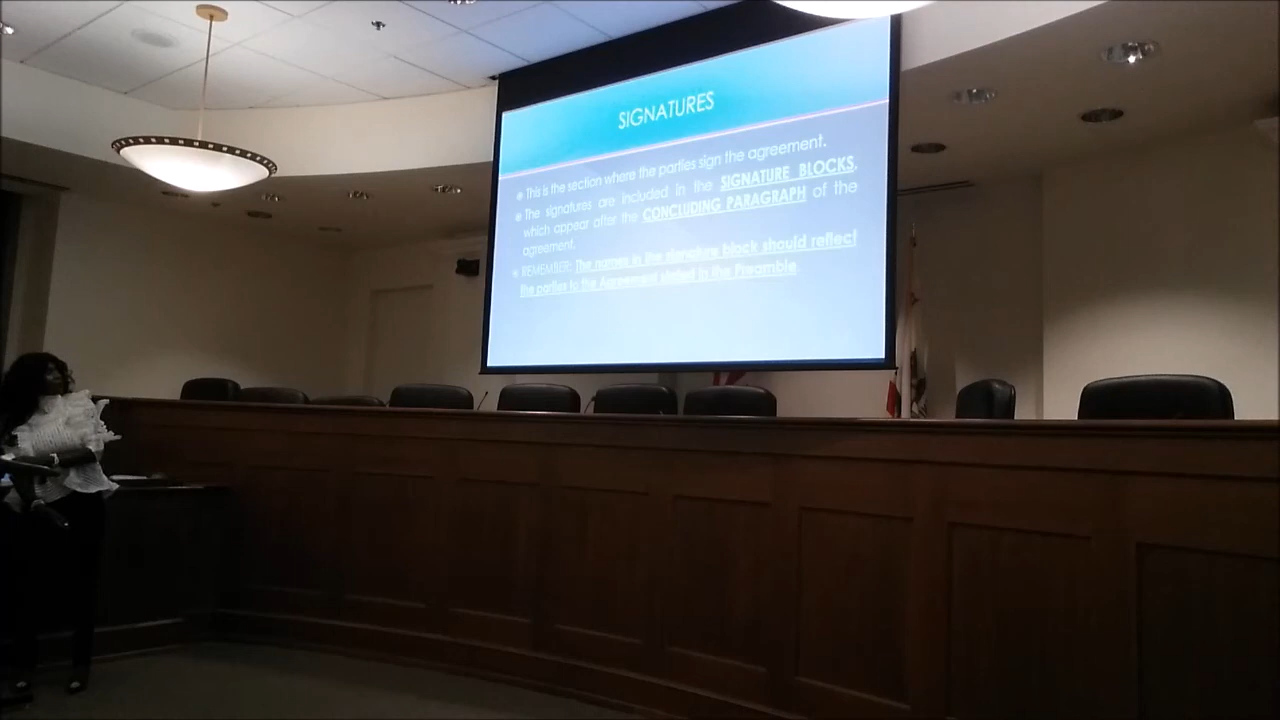 SIGNATURES
This is the section where the parties sign the agreement.
The signatures are included in the SIGNATURE BLOCKS,
which appear after the CONCLUDING PARAGRAPH of the
agreement.
REMEMBER: The names in the signature block should reflect
the parties to the Agreement stated in the Preamble.